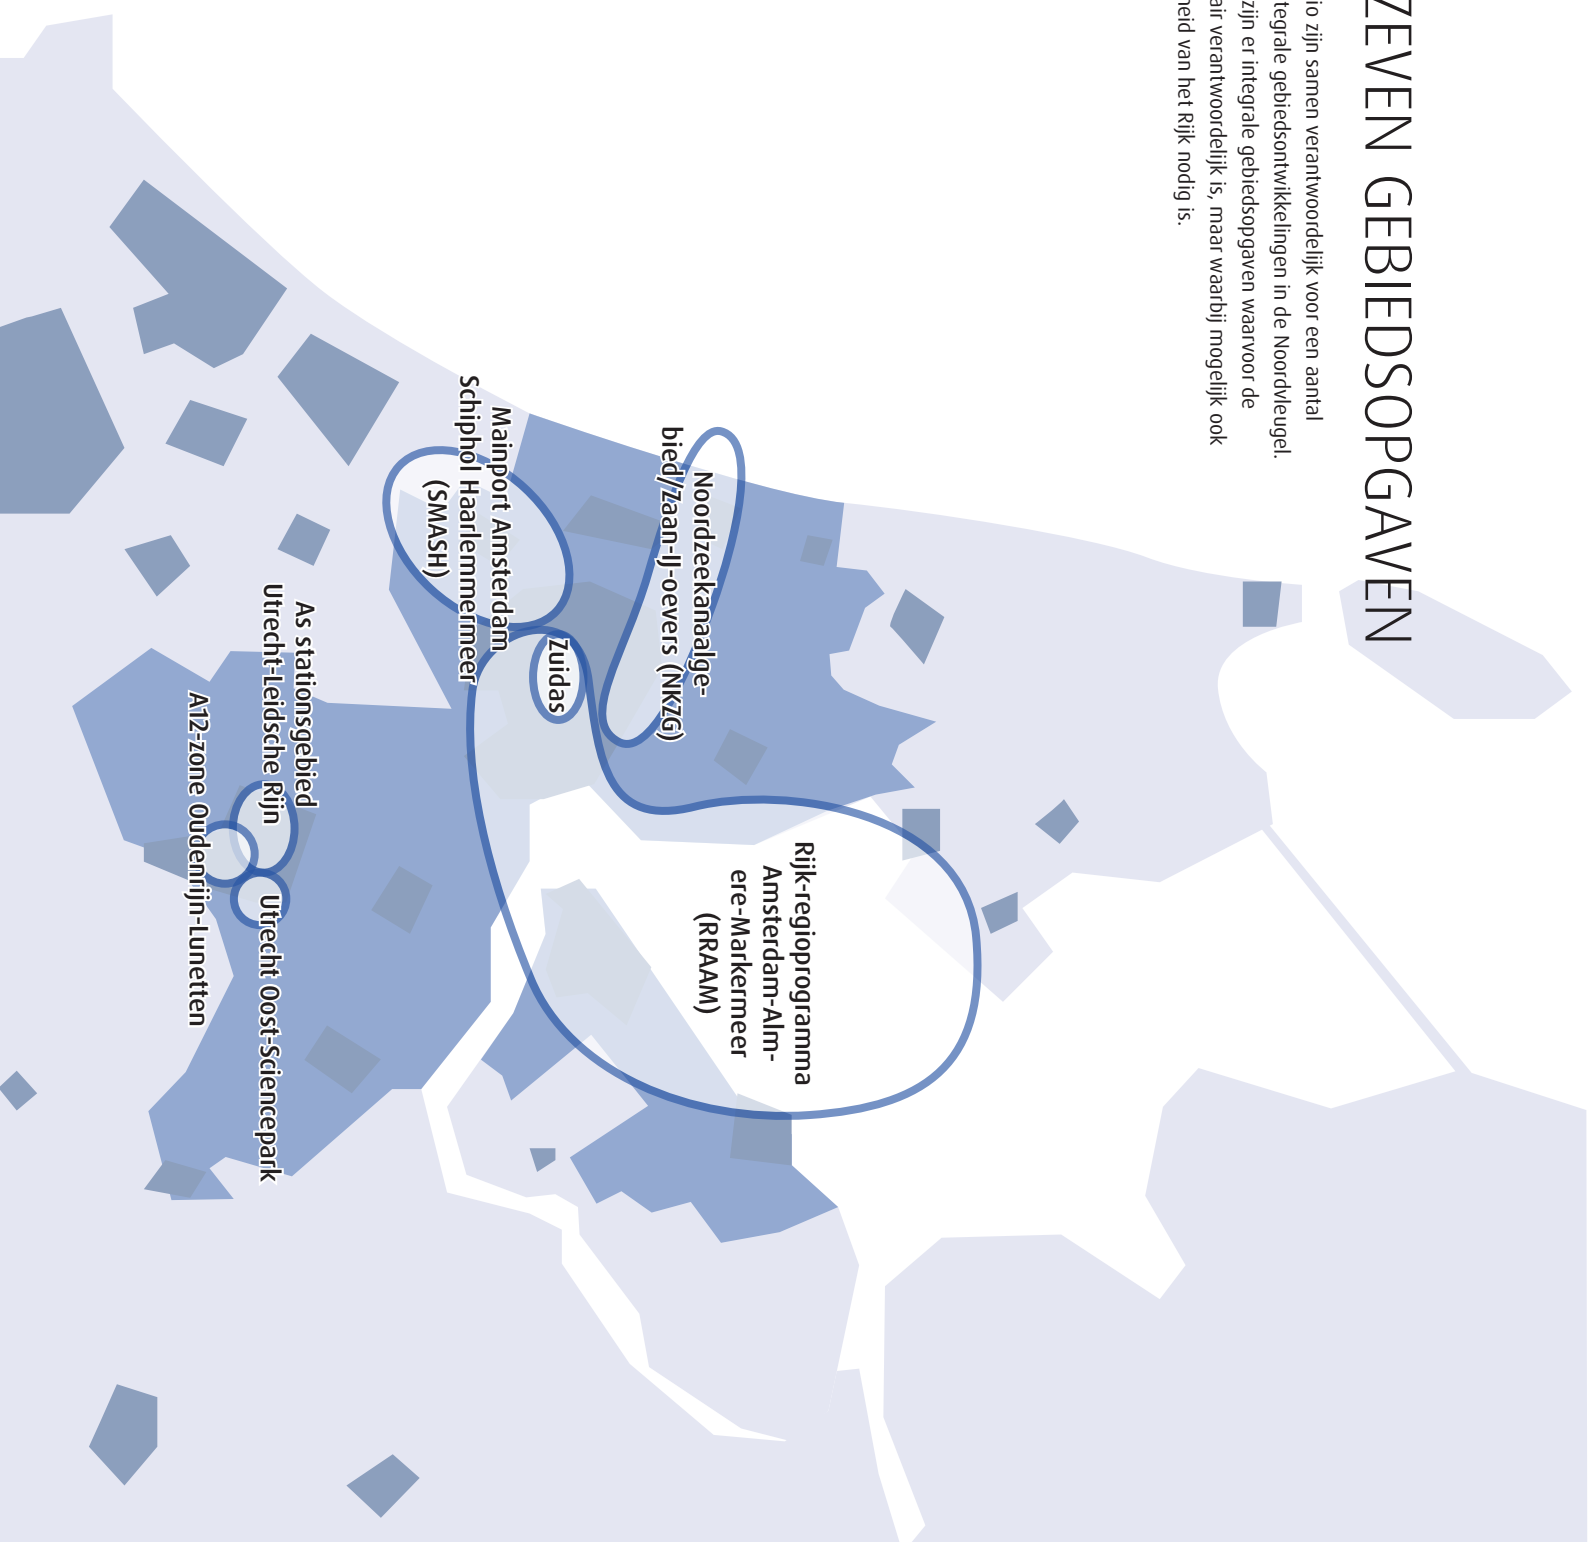 ZEVEN GEBIEDSOPGAVEN
io zijn samen verantwoordelijk voor een aantal
tegrale gebiedsontwikkelingen in de Noordvleugel.
zijn er integrale gebiedsopgaven waarvoor de
air verantwoordelijk is, maar waarbij mogelijk ook
heid van het Rijk nodig is.
Noordzeekanaalge-
bied/Zaan-IJ-oevers (NKZG)
Mainport Amsterdam
Schiphol Haarlemmermeer
(SMASH)
Zuidas
Rijk-regioprogramma
Amsterdam-Alm-
ere-Markermeer
(RRAAM)
As stationsgebied
Utrecht-Leidsche Rijn
Utrecht Oost-Sciencepark
A12-zone Oudenrijn-Lunetten